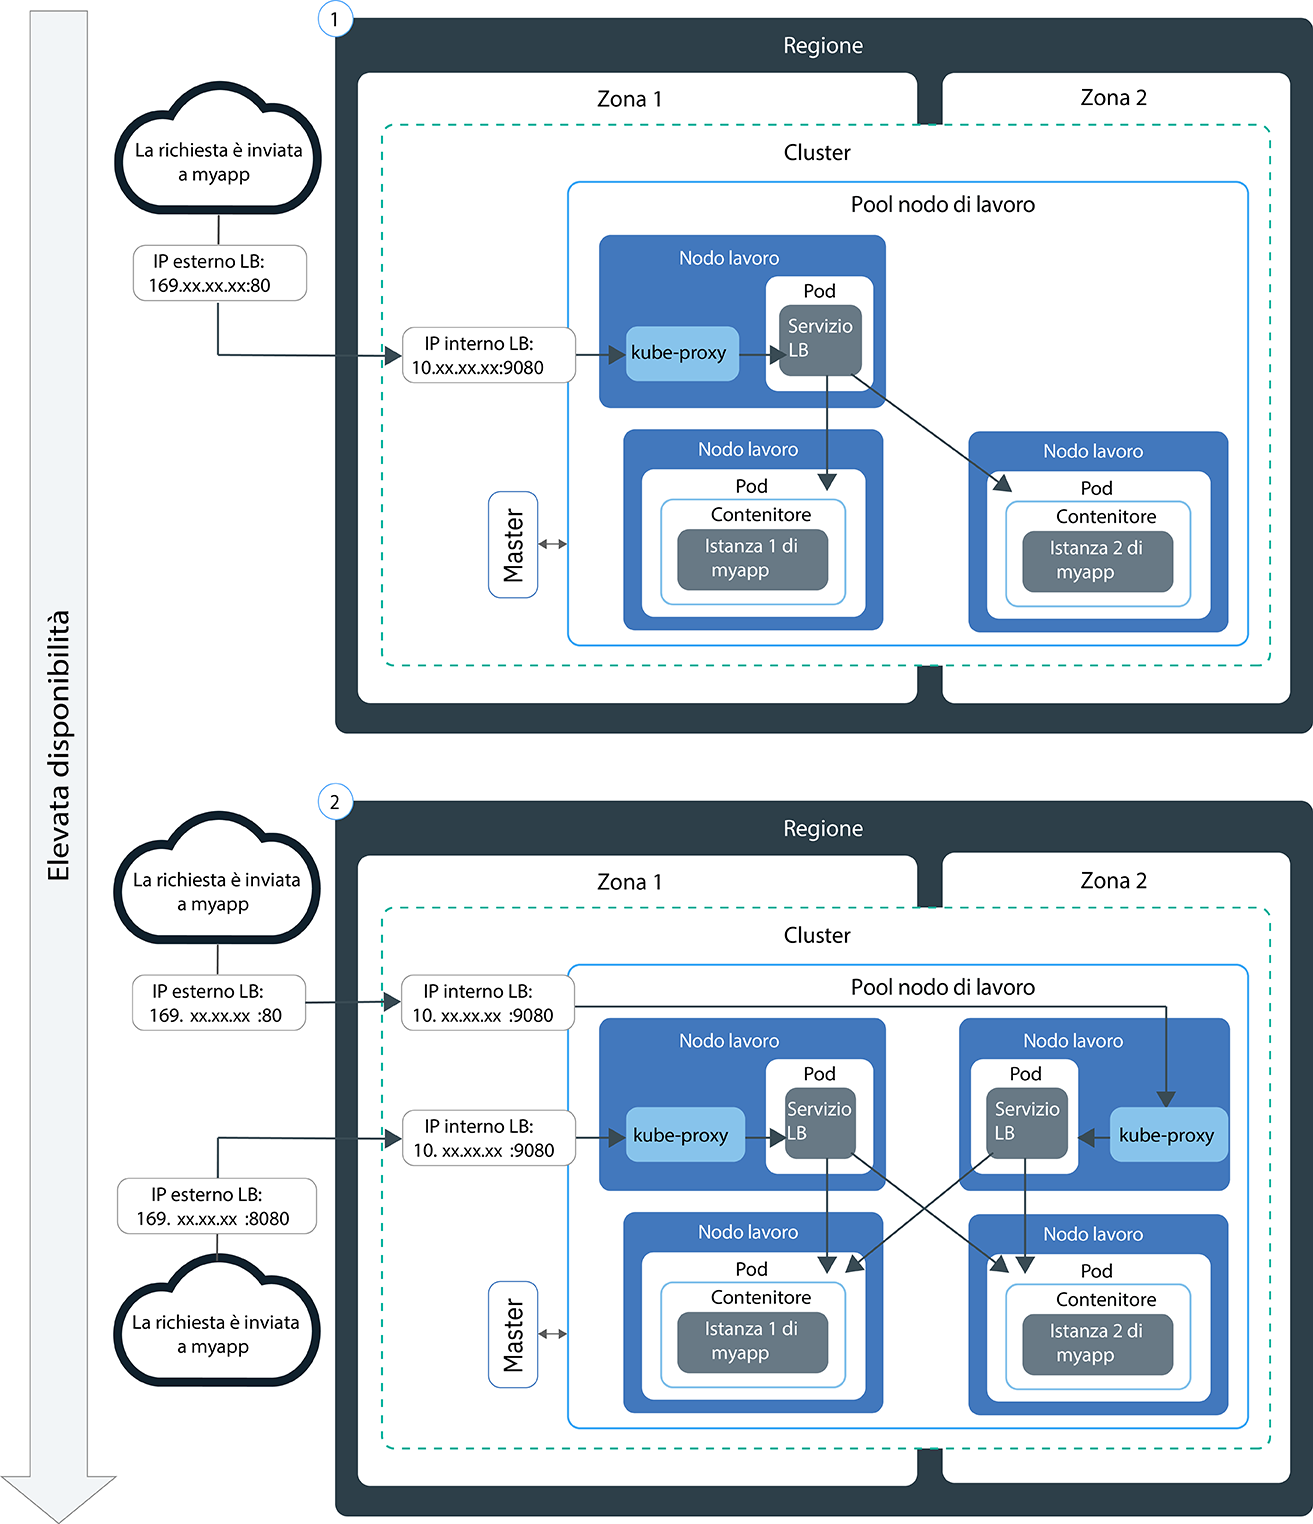 Elevata disponibilità
1
Regione
Zona 1
Zona 2
Cluster
Pool nodo di lavoro
La richiesta è inviata
a myapp
IP esterno LB:
169.xx.xx.xx:80
IP interno LB:
10.xx.xx.xx:9080
Nodo lavoro
kube-proxy
Pod
Servizio
LB
Nodo lavoro
Pod
Contenitore
Istanza 1 di
myapp
Nodo lavoro
Pod
Contenitore
Istanza 2 di
myapp
Master
2
Regione
Zona 1
Zona 2
Cluster
Pool nodo di lavoro
La richiesta è inviata
a myapp
IP esterno LB:
169. xx.xx.xx :80
IP interno LB:
10. xx.xx.xx :9080
IP interno LB:
10. xx.xx.xx :9080
IP esterno LB:
169. xx.xx.xx :8080
La richiesta è inviata
a myapp
Nodo lavoro
kube-proxy
Pod
Servizio
LB
Nodo lavoro
Pod
Servizio
LB
kube-proxy
Nodo lavoro
Pod
Contenitore
Istanza 1 di
myapp
Nodo lavoro
Pod
Contenitore
Istanza 2 di
myapp
Master